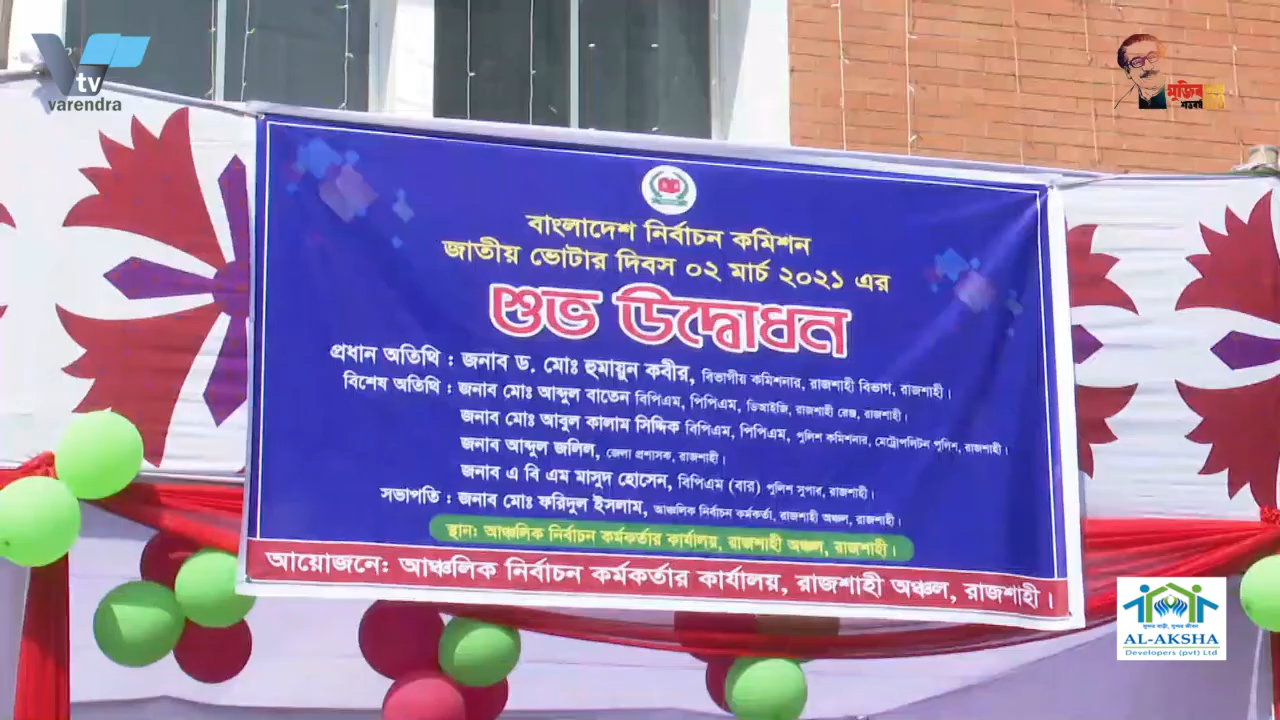 tv
varendra
মুজিব
শতবর্ষ
বাংলাদেশ নির্বাচন কমিশন
জাতীয় ভোটার দিবস ০২ মার্চ ২০২১ এর
শুভ উদ্বোধন
প্রধান অতিথি : জনাব ড. মোঃ হুমায়ুন কবীর, বিভাগীয় কমিশনার, রাজশাহী বিভাগ, রাজশাহী।
বিশেষ অতিথি : জনাব মোঃ আব্দুল বাতেন বিপিএম, পিপিএম, ডিআইজি, রাজশাহী রেঞ্জ, রাজশাহী।
জনাব মোঃ আবুল কালাম সিদ্দিক বিপিএম, পিপিএম, পুলিশ কমিশনার, মেট্রোপলিটন পুলিশ, রাজশাহী।
জনাব আব্দুল জলিল, জেলা প্রশাসক, রাজশাহী।
জনাব এ বি এম মাসুদ হোসেন, বিপিএম (বার) পুলিশ সুপার, রাজশাহী।
সভাপতি : জনাব মোঃ ফরিদুল ইসলাম, আঞ্চলিক নির্বাচন কর্মকর্তা, রাজশাহী অঞ্চল, রাজশাহী।
স্থান: আঞ্চলিক নির্বাচন কর্মকর্তার কার্যালয়, রাজশাহী অঞ্চল, রাজশাহী।
আয়োজনে: আঞ্চলিক নির্বাচন কর্মকর্তার কার্যালয়, রাজশাহী অঞ্চল, রাজশাহী।
সুন্দর বাড়ী, সুন্দর জীবন
AL-AKSHA
Developers (pvt) Ltd